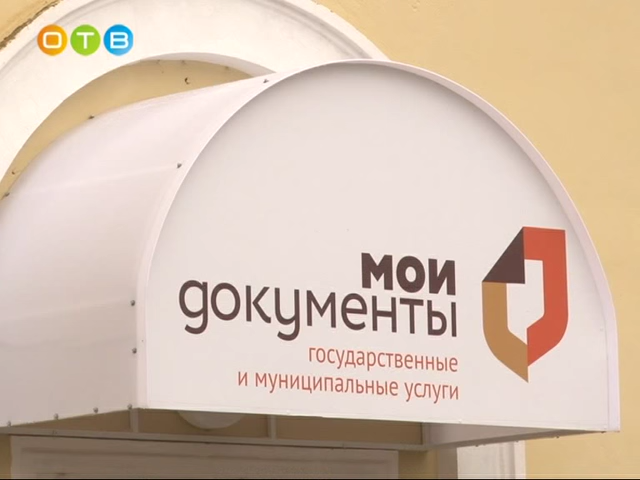 ОТВ
мои
документы
государственные
и муниципальные услуги